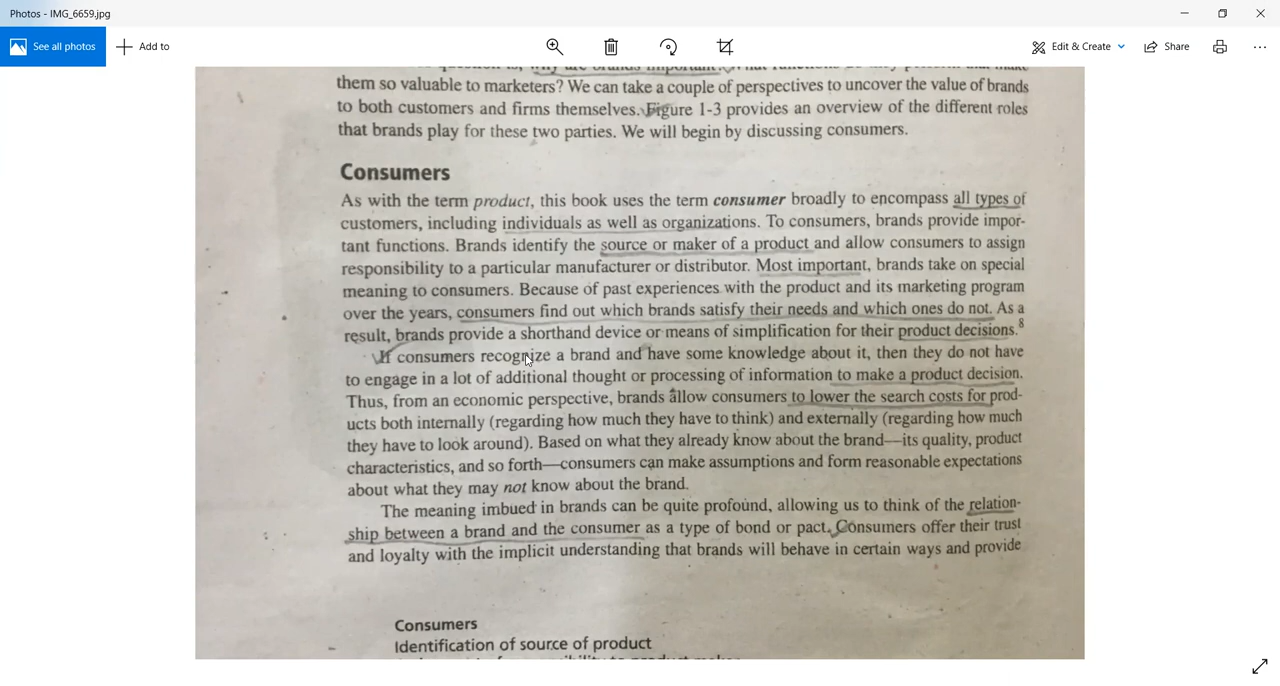 Photos - IMG_6659.jpg
See all photos
Add to
Edit & Create
Share
why are brands important?
them so valuable to marketers? We can take a couple of perspectives to uncover the value of brands
to both customers and firms themselves. Figure 1-3 provides an overview of the different roles
that brands play for these two parties. We will begin by discussing consumers.
Consumers
As with the term product, this book uses the term consumer broadly to encompass all types of
customers, including individuals as well as organizations. To consumers, brands provide impor-
tant functions. Brands identify the source or maker of a product and allow consumers to assign
responsibility to a particular manufacturer or distributor. Most important, brands take on special
meaning to consumers. Because of past experiences with the product and its marketing program
over the years, consumers find out which brands satisfy their needs and which ones do not. As a
result, brands provide a shorthand device or means of simplification for their product decisions.8
If consumers recognize a brand and have some knowledge about it, then they do not have
to engage in a lot of additional thought or processing of information to make a product decision.
Thus, from an economic perspective, brands allow consumers to lower the search costs for prod-
ucts both internally (regarding how much they have to think) and externally (regarding how much
they have to look around). Based on what they already know about the brand—its quality, product
characteristics, and so forth—consumers can make assumptions and form reasonable expectations
about what they may not know about the brand.
The meaning imbued in brands can be quite profound, allowing us to think of the relation-
ship between a brand and the consumer as a type of bond or pact. Consumers offer their trust
and loyalty with the implicit understanding that brands will behave in certain ways and provide
Consumers
Identification of source of product